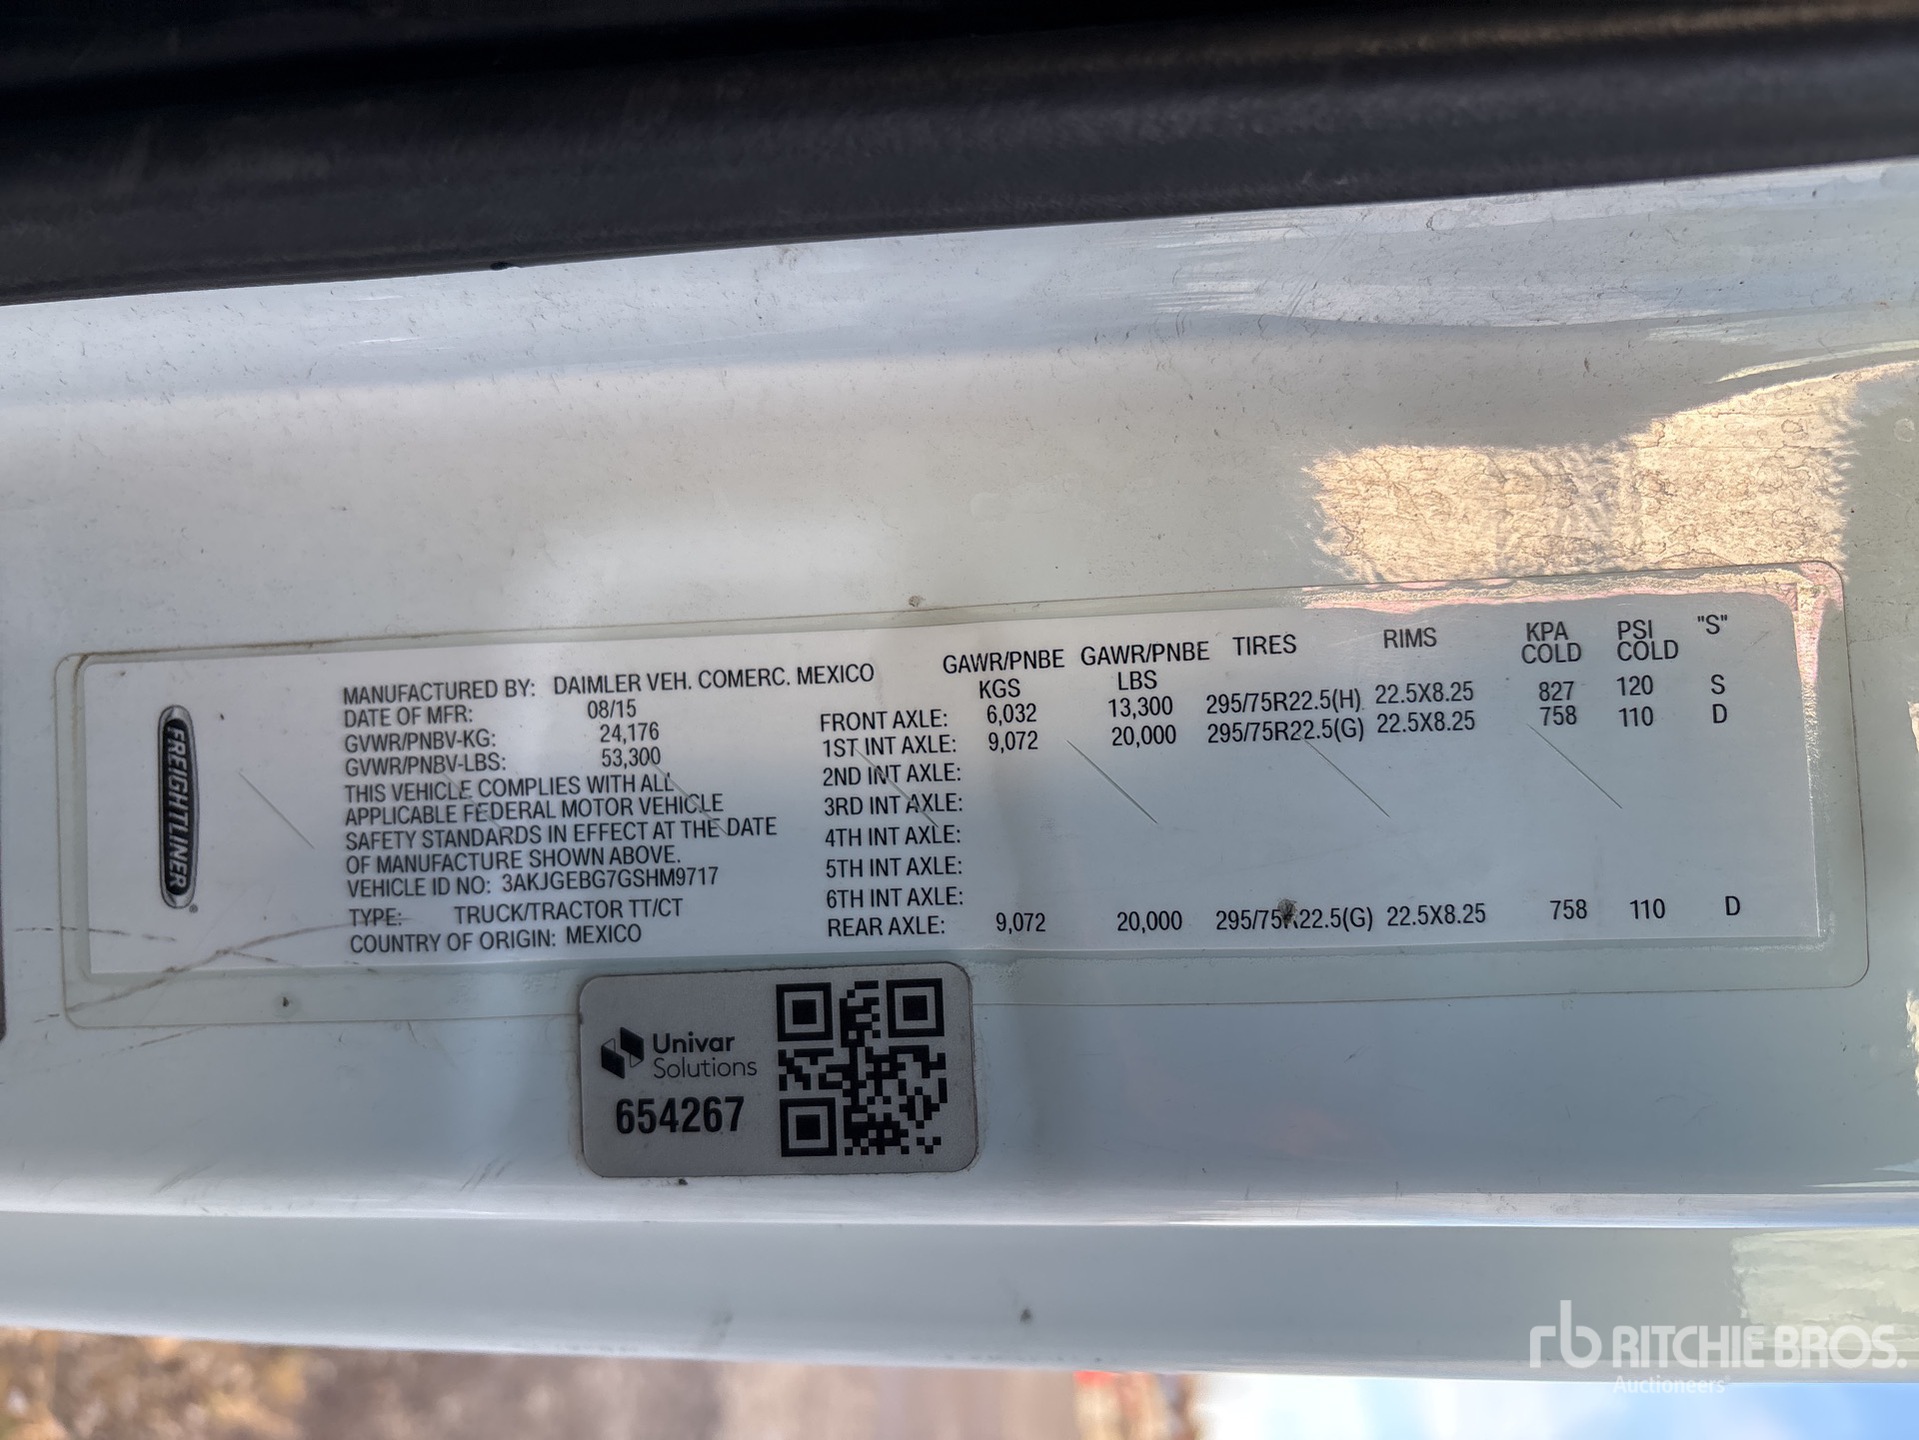 FREIGHTLINER®
MANUFACTURED BY: DAIMLER VEH. COMERC. MEXICO
DATE OF MFR: 08/15
GVWR/PNBV-KG: 24,176
GVWR/PNBV-LBS: 53,300
THIS VEHICLE COMPLIES WITH ALL
APPLICABLE FEDERAL MOTOR VEHICLE
SAFETY STANDARDS IN EFFECT AT THE DATE
OF MANUFACTURE SHOWN ABOVE.
VEHICLE ID NO: 3AKJGEBG7GSHM9717
TYPE: TRUCK/TRACTOR TT/CT
COUNTRY OF ORIGIN: MEXICO
GAWR/PNBE GAWR/PNBE TIRES RIMS KPA PSI "S"
KGS LBS COLD COLD
FRONT AXLE: 6,032 13,300 295/75R22.5(H) 22.5X8.25 827 120 S
1ST INT AXLE: 9,072 20,000 295/75R22.5(G) 22.5X8.25 758 110 D
2ND INT AXLE:
3RD INT AXLE:
4TH INT AXLE:
5TH INT AXLE:
6TH INT AXLE:
REAR AXLE: 9,072 20,000 295/75R22.5(G) 22.5X8.25 758 110 D
Univar
Solutions
654267
rb RITCHIE BROS.
Auctioneers